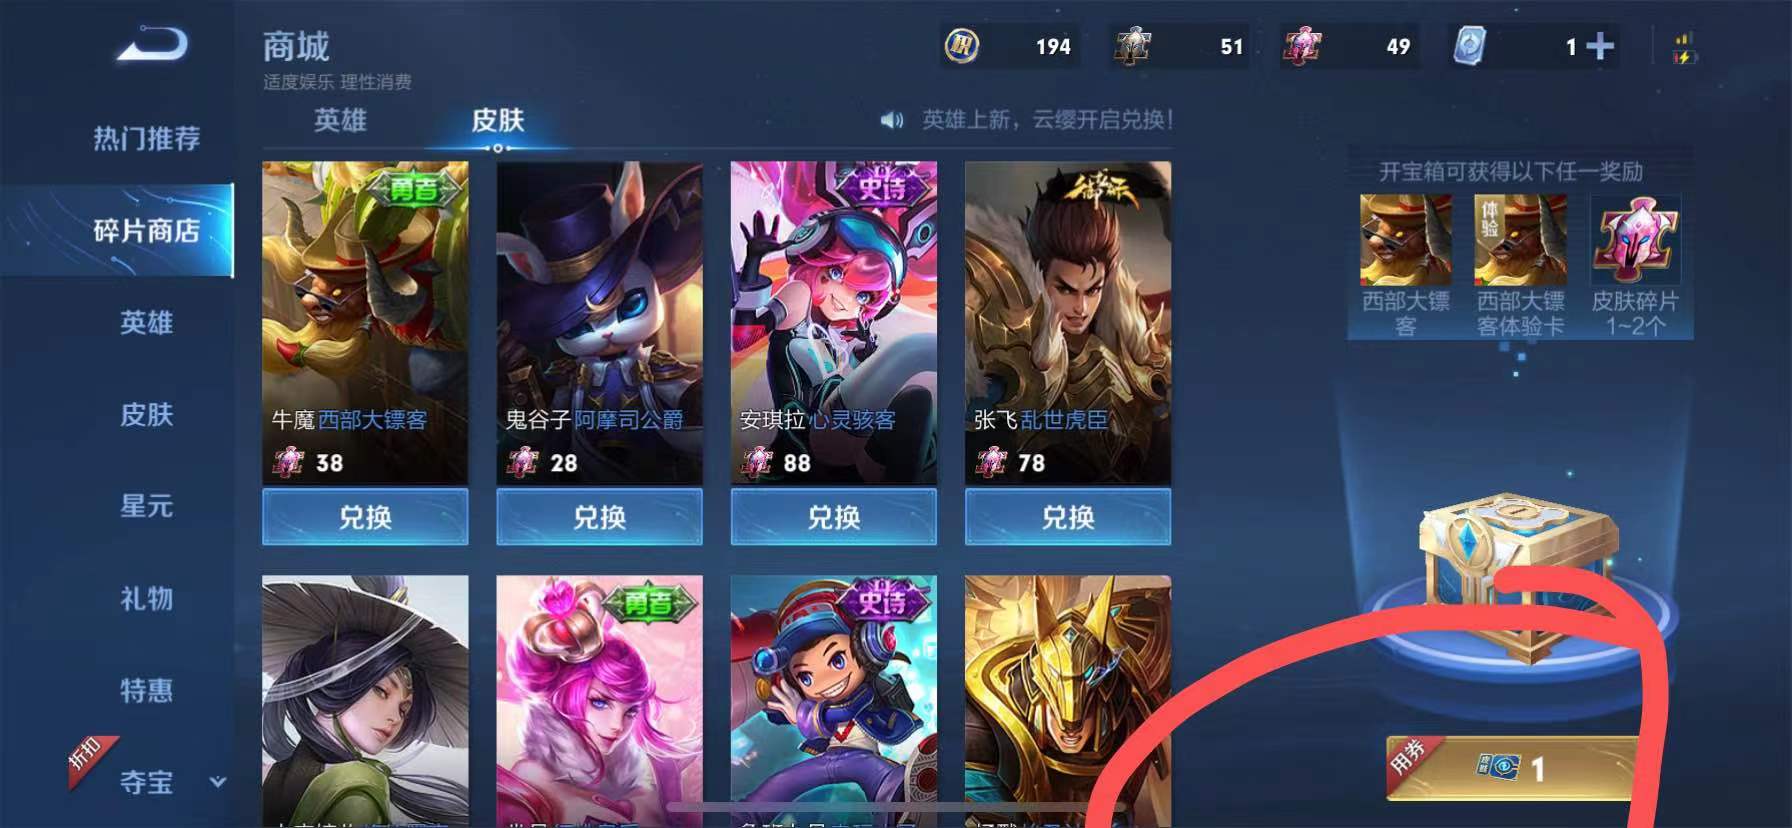 商城
194
51
49
1
适度娱乐 理性消费
英雄
皮肤
英雄上新，云缨开启兑换！
热门推荐
碎片商店
英雄
皮肤
星元
礼物
特惠
折扣
夺宝
勇者
牛魔 西部大镖客
38
兑换
鬼谷子 阿摩司公爵
28
兑换
史诗
安琪拉 心灵骇客
88
兑换
张飞 乱世虎臣
78
兑换
勇者
史诗
开宝箱可获得以下任一奖励
体验
西部大镖客
西部大镖客体验卡
皮肤碎片
1~2个
用券
1